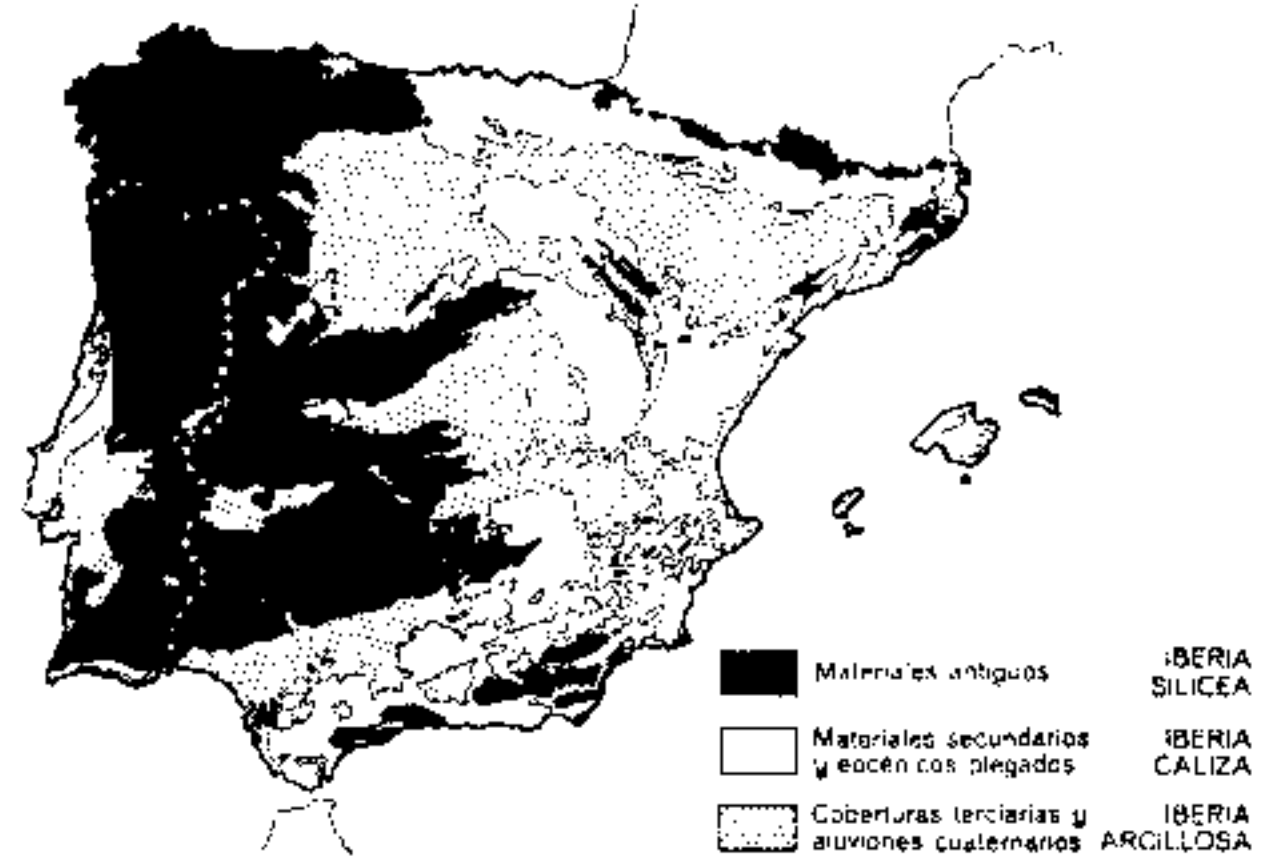 Materiales antiguos
IBERIA
SILICEA
Materiales secundarios
y eocénicos plegados
IBERIA
CALIZA
Coberturas terciarias y
aluviones cuaternarios
IBERIA
ARCILLOSA